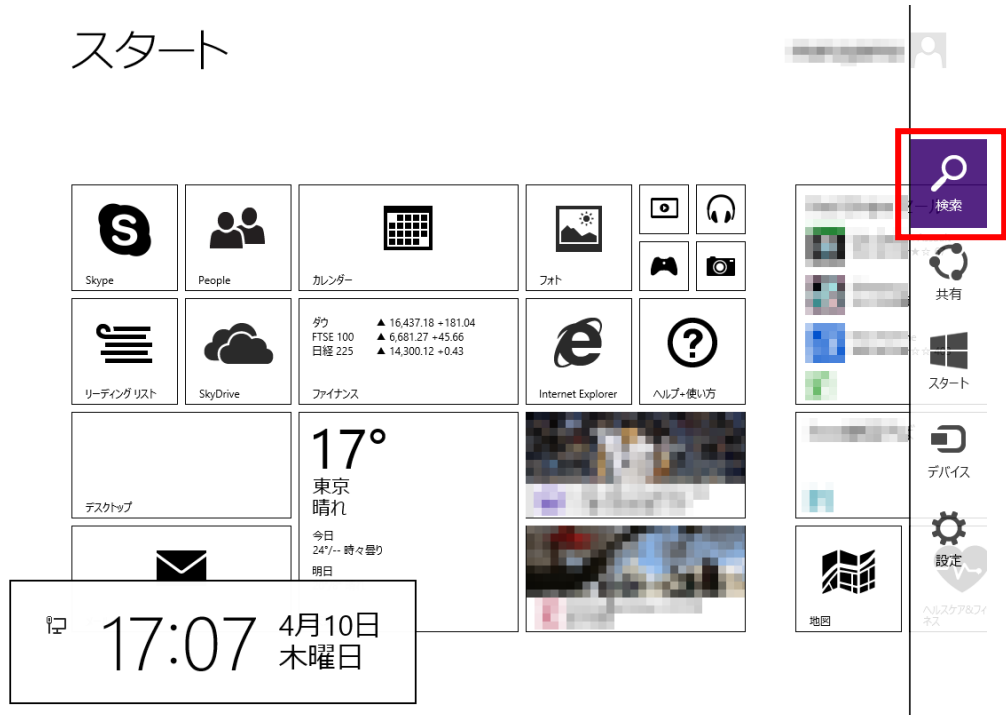 スタート
検索
共有
スタート
デバイス
設定
Skype
People
カレンダー
フォト
リーディング リスト
SkyDrive
ダウ ▲ 16,437.18 +181.04
FTSE 100 ▲ 6,681.27 +45.66
日経 225 ▲ 14,300.12 +0.43
ファイナンス
Internet Explorer
ヘルプ+使い方
デスクトップ
17°
東京
晴れ
今日
24°/-- 時々曇り
明日
地図
ヘルスケア&フィ
ネス
17:07
4月10日
木曜日